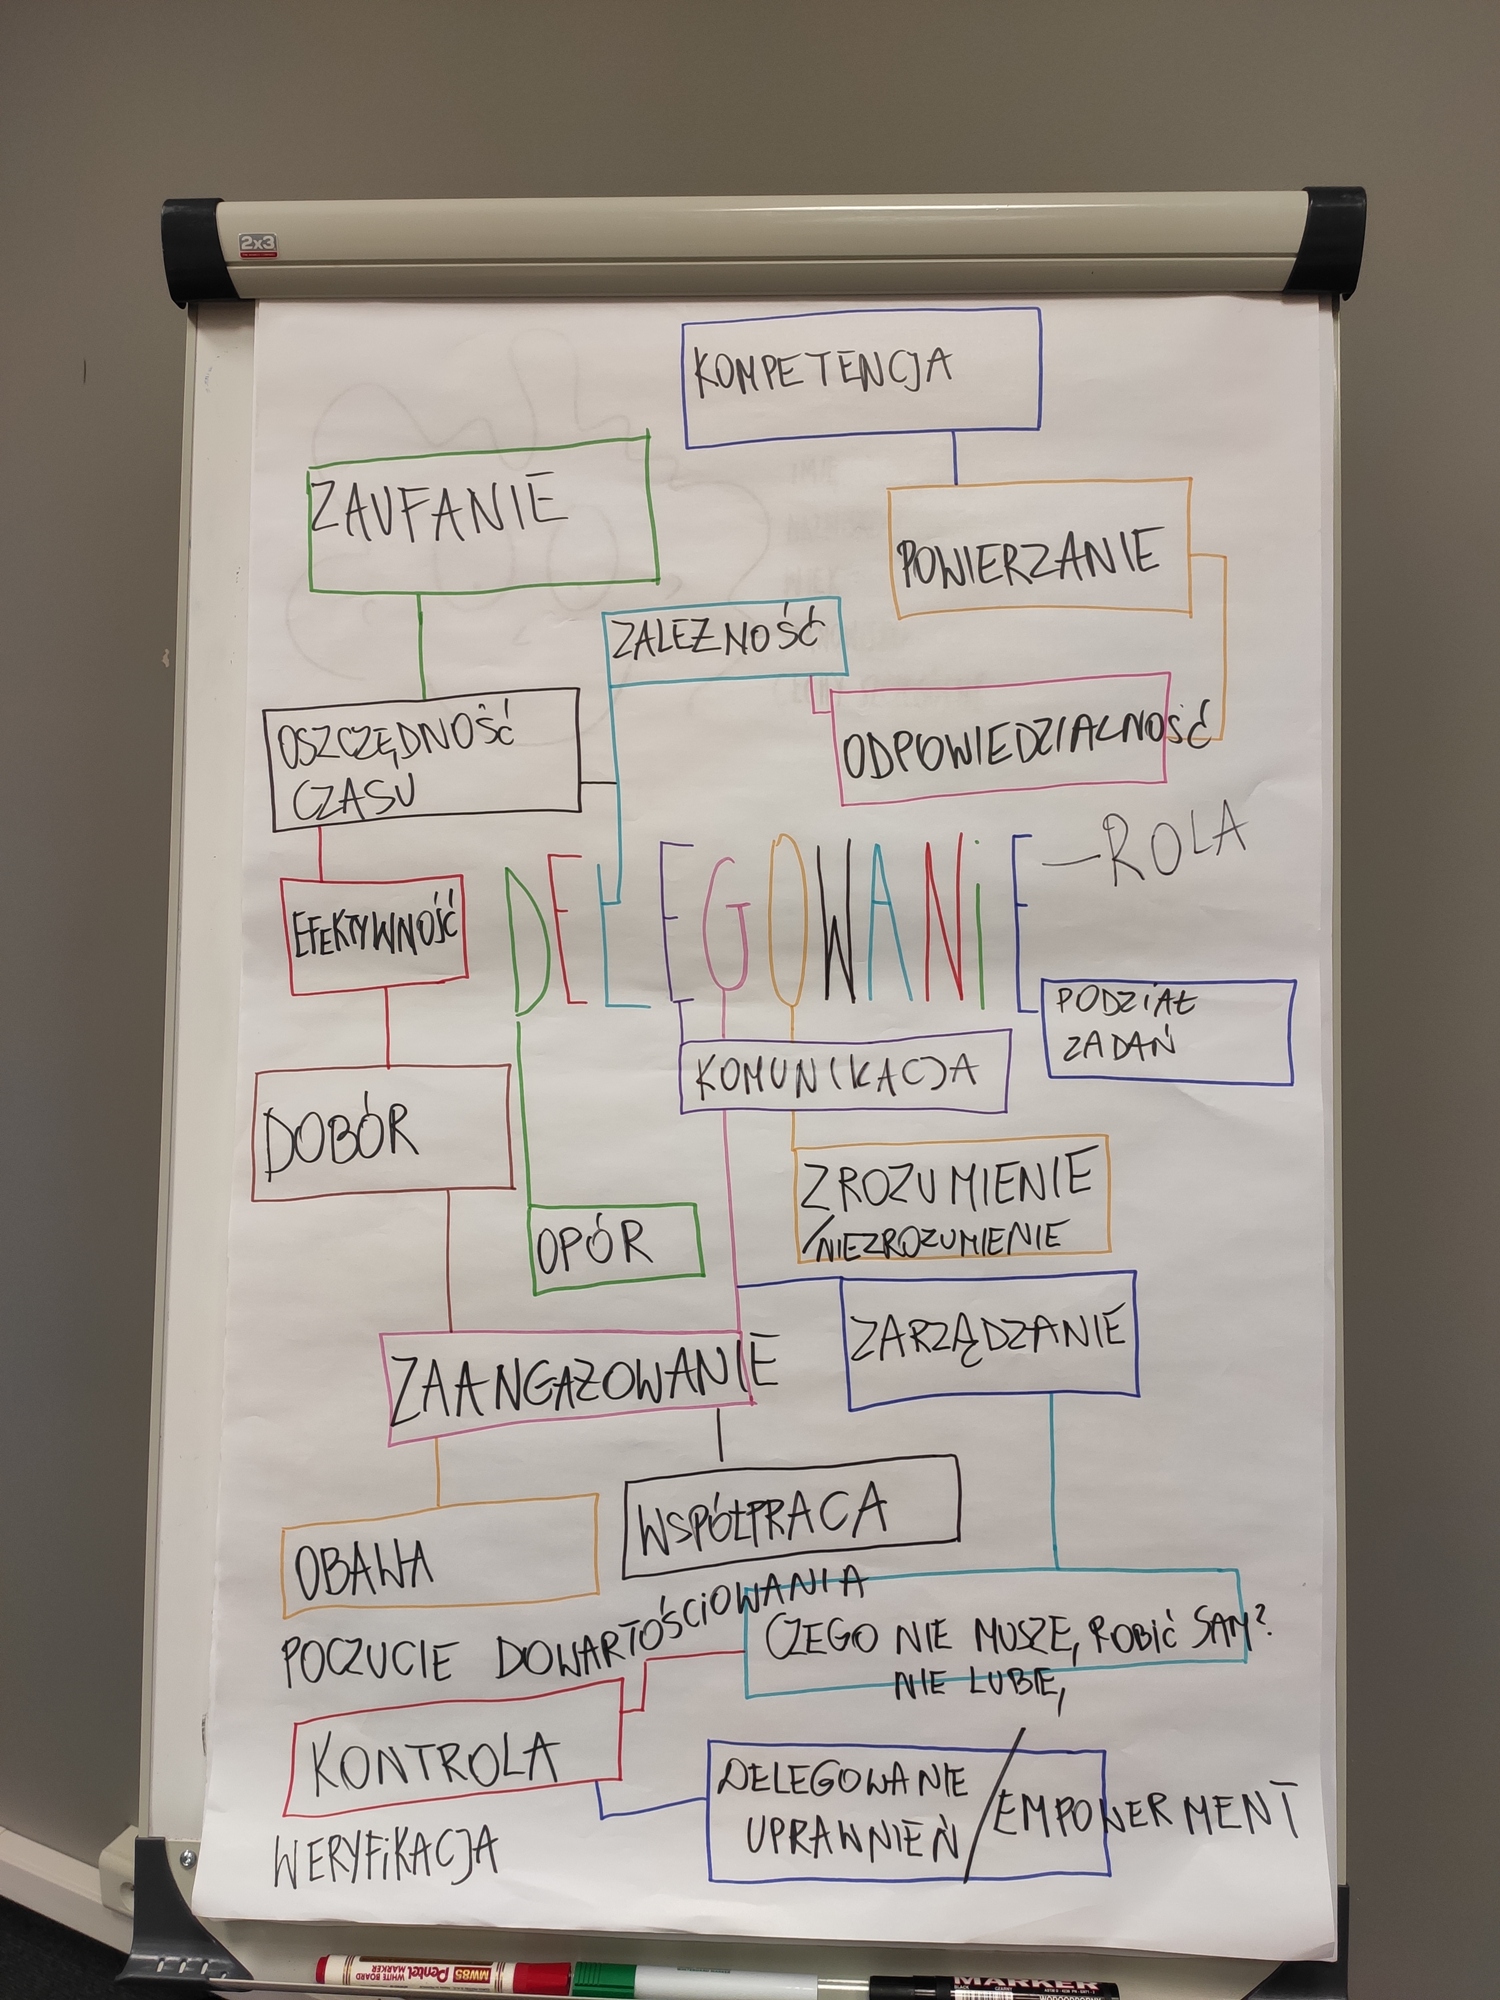 2x3
KOMPETENCJA
ZAUFANIE
POWIERZANIE
ZALEŻNOŚĆ
OSZCZĘDNOŚĆ
CZASU
ODPOWIEDZIALNOŚĆ
EFEKTYWNOŚĆ
DELEGOWANiE
—ROLA
PODZIAŁ
ZADAŃ
KOMUNIKACJA
DOBÓR
ZROZUMIENIE
/NIEZROZUMIENIE
OPÓR
ZARZĄDZANIE
ZAANGAŻOWANIE
WSPÓŁPRACA
OBAWA
POCZUCIE DOWARTOŚCIOWANIA
CZEGO NIE MUSZĘ, ROBIĆ SAM?
NIE LUBIĘ,
KONTROLA
DELEGOWANIE
UPRAWNIEŃ / EMPOWERMENT
WERYFIKACJA
MW85 Pentel
WHITE BOARD
MARKER
MARKER